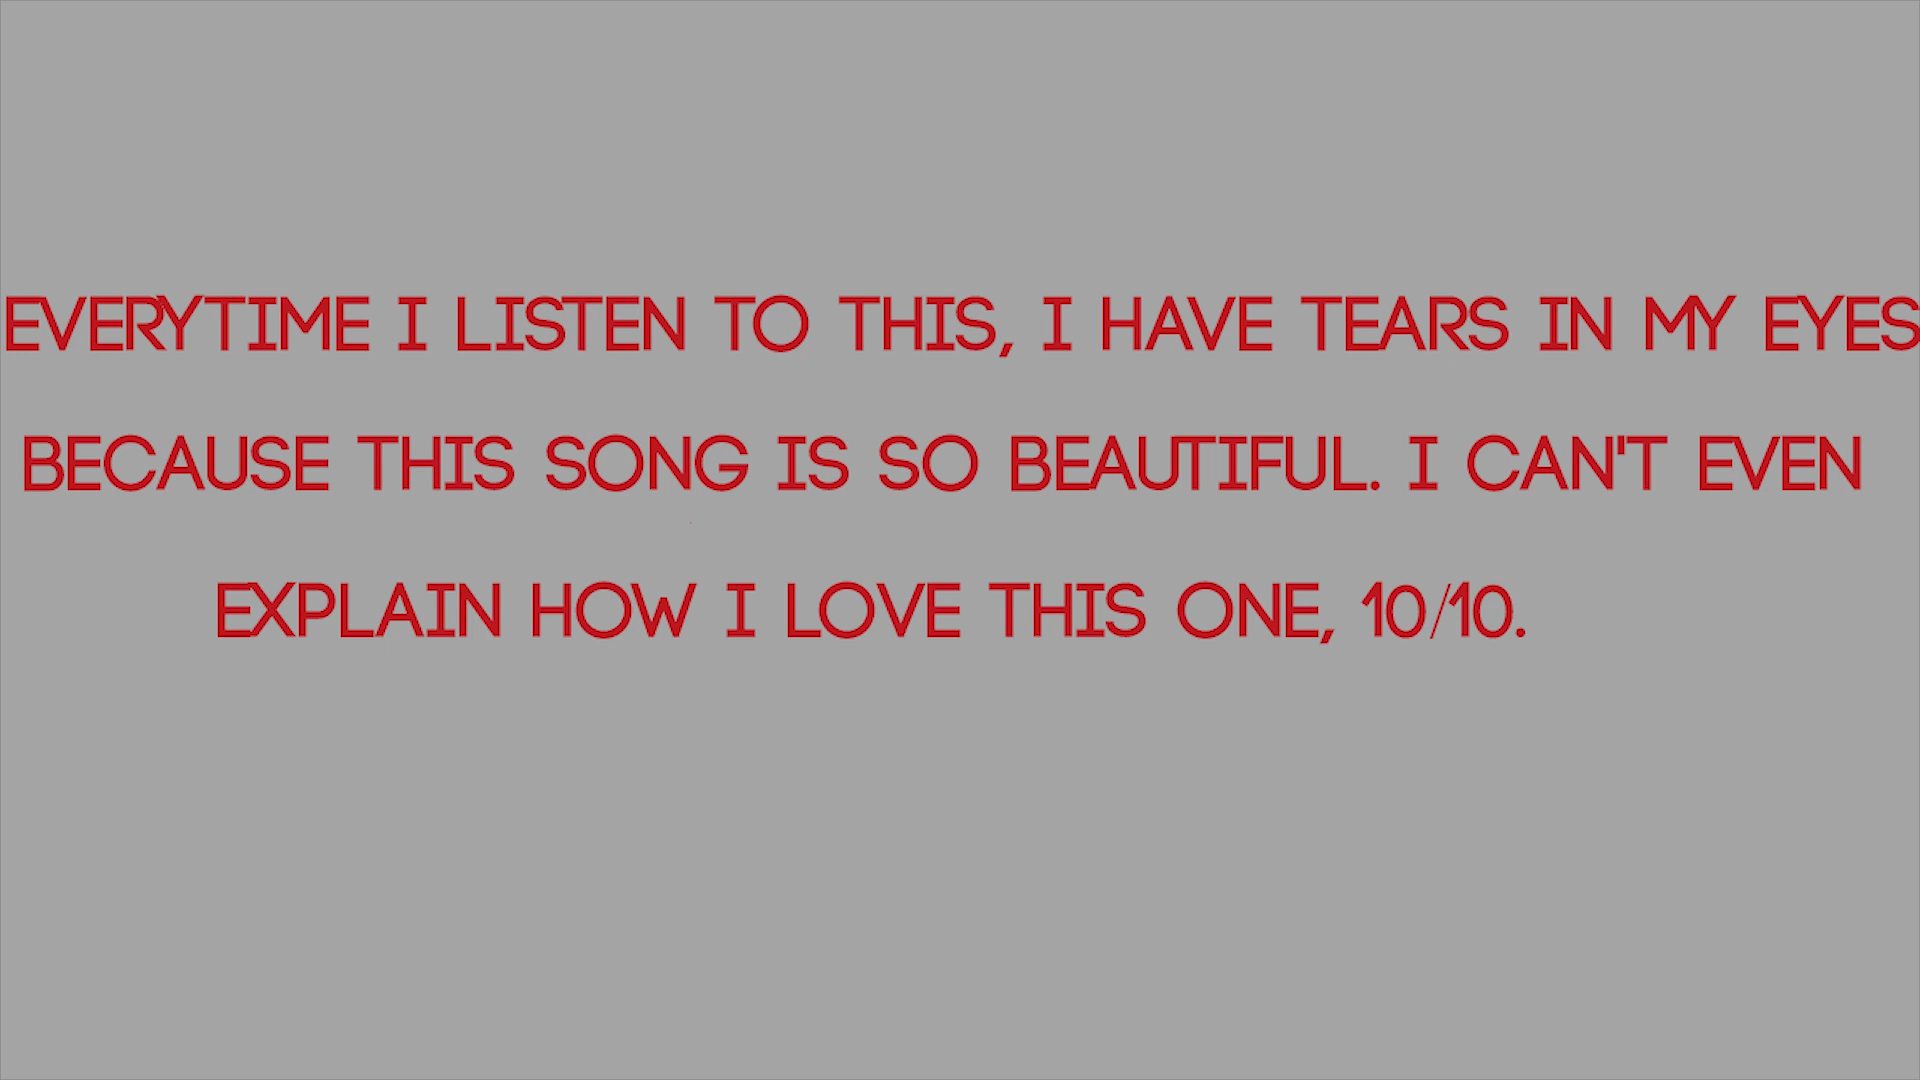 EVERYTIME I LISTEN TO THIS, I HAVE TEARS IN MY EYES
BECAUSE THIS SONG IS SO BEAUTIFUL. I CAN'T EVEN
EXPLAIN HOW I LOVE THIS ONE, 10/10.